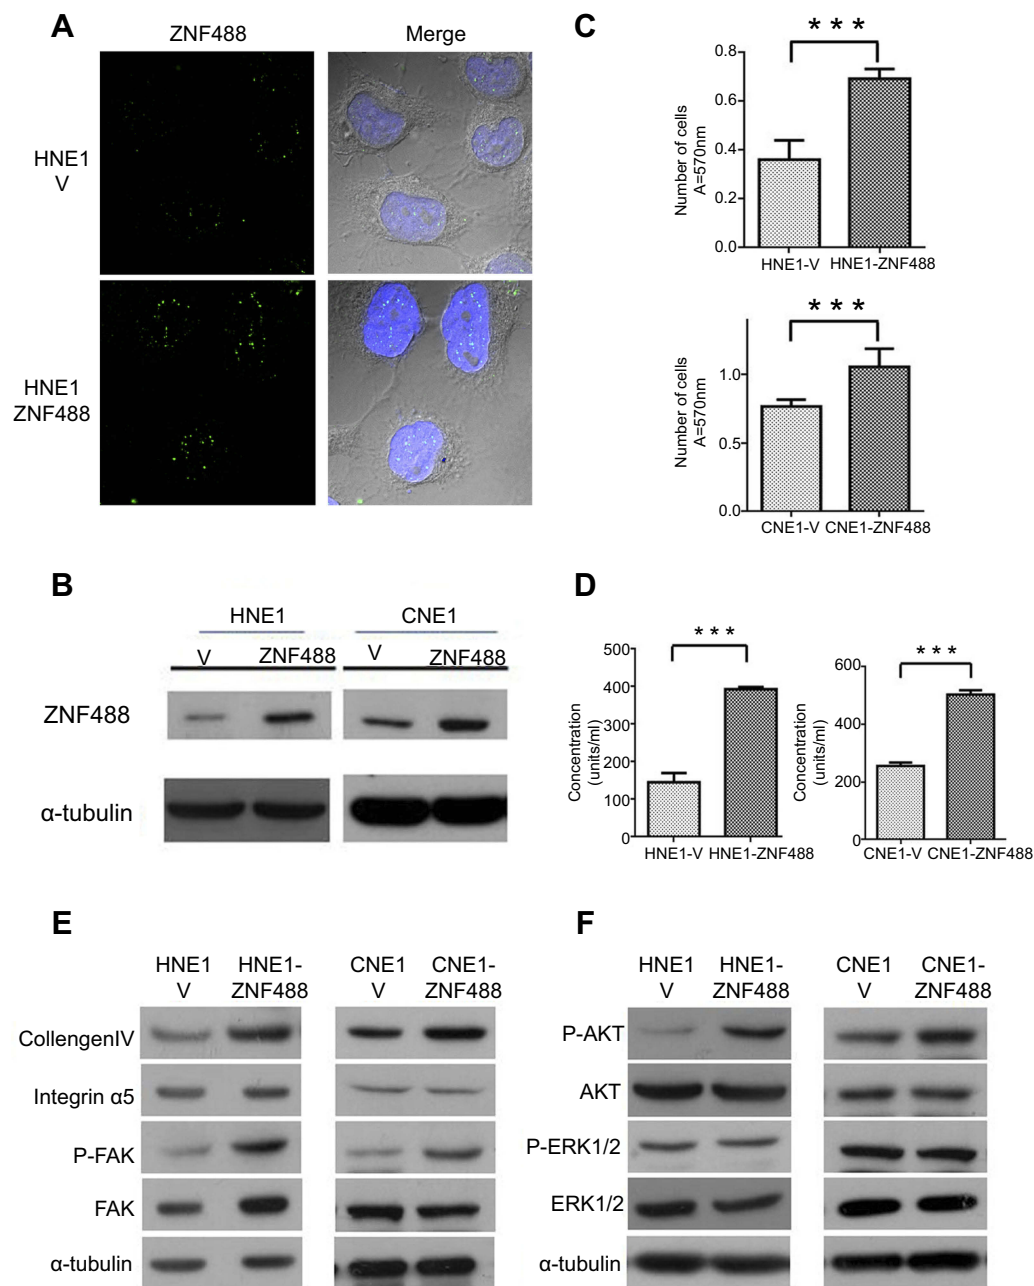 A
ZNF488
Merge
HNE1
V
HNE1
ZNF488
C
***
Number of cells
A=570nm
0.8
0.6
0.4
0.2
0.0
HNE1-V
HNE1-ZNF488
***
Number of cells
A=570nm
1.0
0.5
0.0
CNE1-V
CNE1-ZNF488
B
HNE1
CNE1
V
ZNF488
V
ZNF488
ZNF488
α-tubulin
D
***
Concentration
(units/ml)
500
400
300
200
100
0
HNE1-V
HNE1-ZNF488
***
Concentration
(units/ml)
600
400
200
0
CNE1-V
CNE1-ZNF488
E
HNE1
V
HNE1-
ZNF488
CNE1
V
CNE1-
ZNF488
CollengenIV
Integrin α5
P-FAK
FAK
α-tubulin
F
HNE1
V
HNE1-
ZNF488
CNE1
V
CNE1-
ZNF488
P-AKT
AKT
P-ERK1/2
ERK1/2
α-tubulin